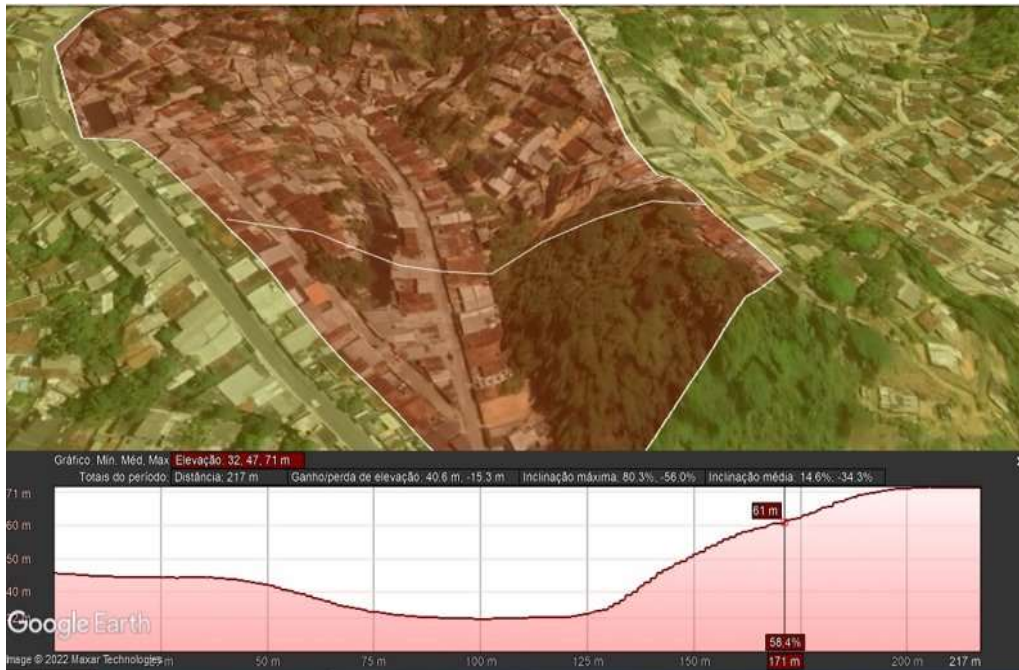 Gráfico: Mín, Méd, Máx Elevação: 32, 47, 71 m
Totais do período: Distância: 217 m Ganho/perda de elevação: 40.6 m, -15.3 m Inclinação máxima: 80.3%, -56.0% Inclinação média: 14.6%, -34.3%
71 m
61 m
60 m
50 m
40 m
Google Earth
58.4%
Image © 2022 Maxar Technologies
50 m 75 m 100 m 125 m 150 m 171 m 200 m 217 m